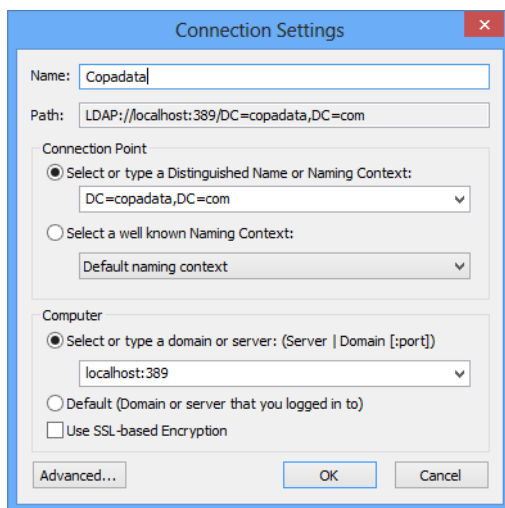 Connection Settings
Name: Copadata
Path: LDAP://localhost:389/DC=copadata,DC=com
Connection Point
Select or type a Distinguished Name or Naming Context:
DC=copadata,DC=com
Select a well known Naming Context:
Default naming context
Computer
Select or type a domain or server: (Server | Domain [:port])
localhost:389
Default (Domain or server that you logged in to)
Use SSL-based Encryption
Advanced... OK Cancel